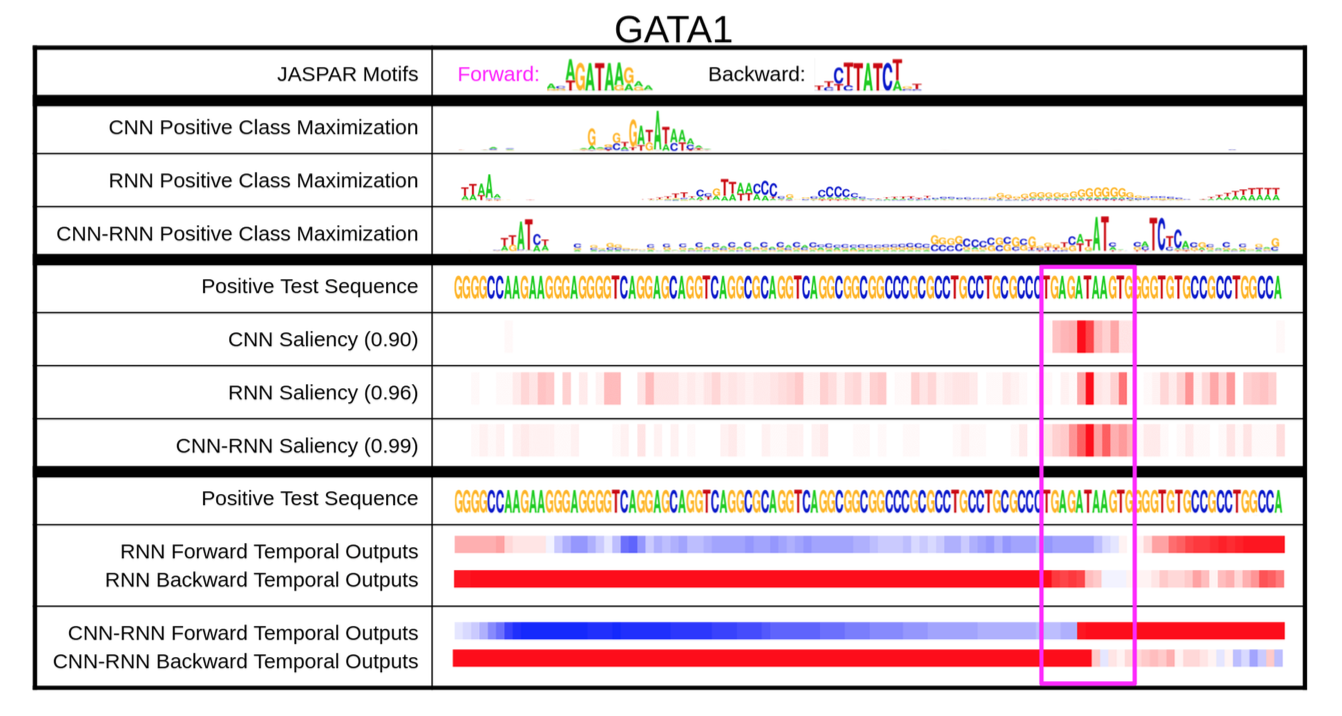 GATA1
JASPAR Motifs Forward: AGATAAG Backward: CTTATCT
CNN Positive Class Maximization
RNN Positive Class Maximization
CNN-RNN Positive Class Maximization
Positive Test Sequence GGGGCCAAGAAGGGAGGGGTCAGGAGCAGGTCAGGCGCAGGTCAGGCGGCGGCCCGCGCCTGCCTGCGCCCTGAGATAAGTGGGGTGTGCCGCCTGGCCA
CNN Saliency (0.90)
RNN Saliency (0.96)
CNN-RNN Saliency (0.99)
Positive Test Sequence GGGGCCAAGAAGGGAGGGGTCAGGAGCAGGTCAGGCGCAGGTCAGGCGGCGGCCCGCGCCTGCCTGCGCCCTGAGATAAGTGGGGTGTGCCGCCTGGCCA
RNN Forward Temporal Outputs
RNN Backward Temporal Outputs
CNN-RNN Forward Temporal Outputs
CNN-RNN Backward Temporal Outputs